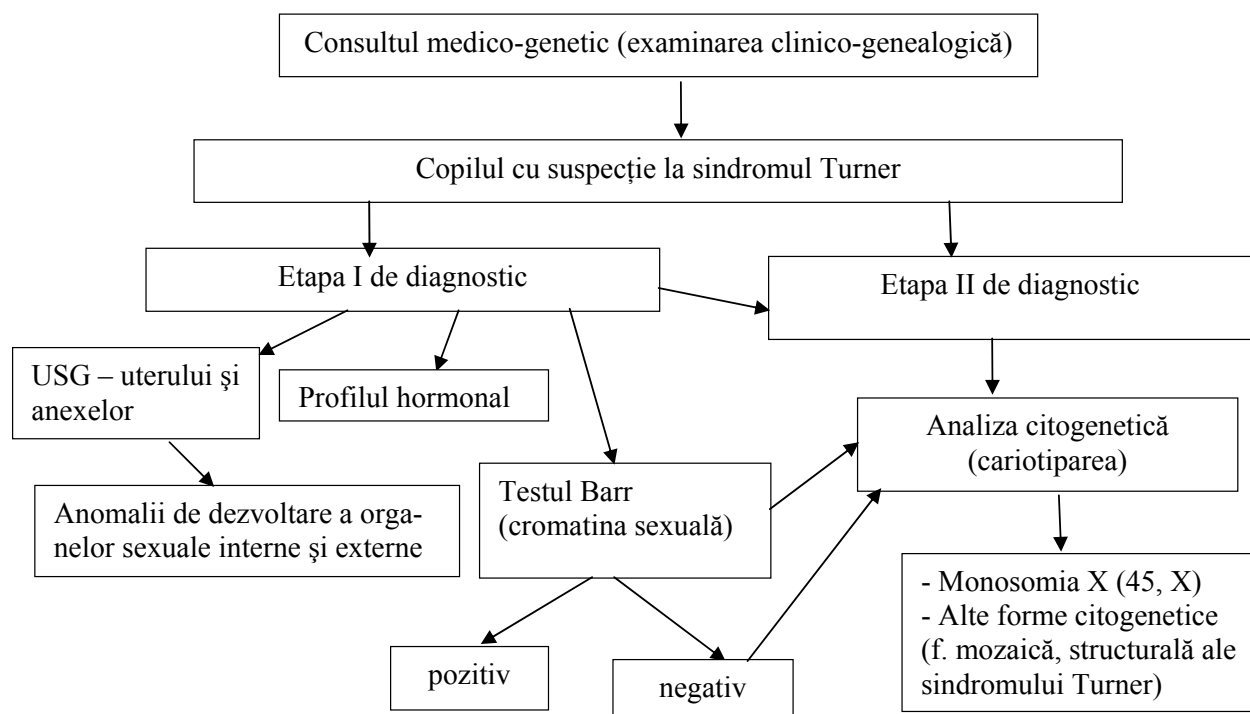 Consultul medico-genetic (examinarea clinico-genealogică)
Copilul cu suspecție la sindromul Turner
Etapa I de diagnostic
Etapa II de diagnostic
USG – uterului şi
anexelor
Profilul hormonal
Analiza citogenetică
(cariotiparea)
Testul Barr
(cromatina sexuală)
Anomalii de dezvoltare a orga-
nelor sexuale interne şi externe
- Monosomia X (45, X)
- Alte forme citogenetice
(f. mozaică, structurală ale
sindromului Turner)
pozitiv
negativ